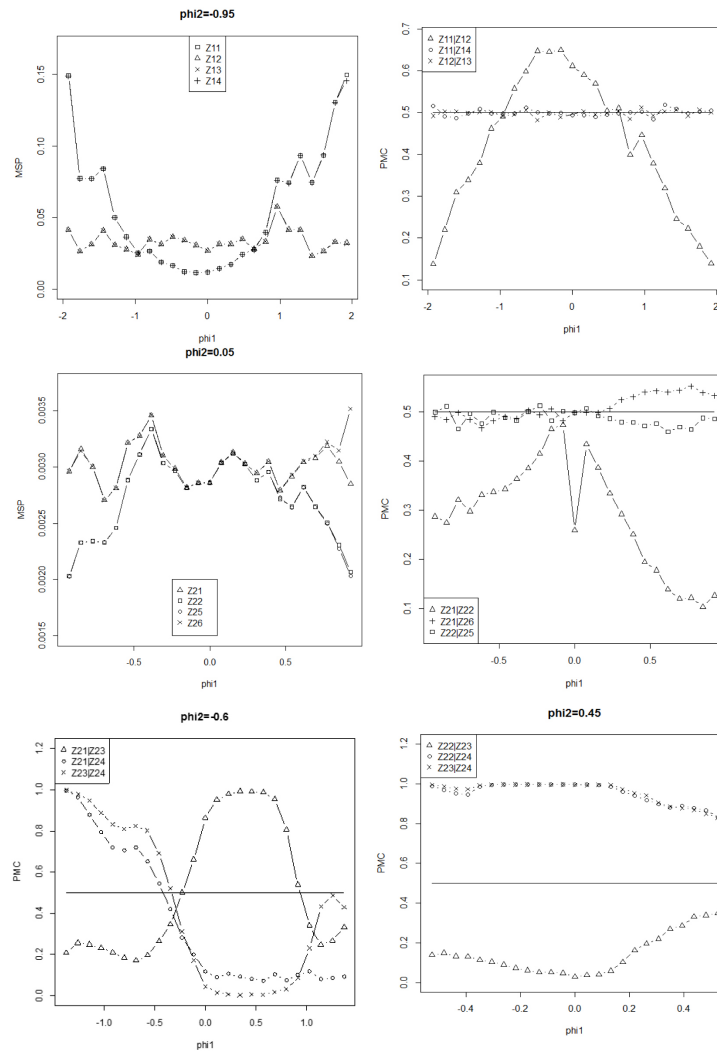 phi2=-0.95
Z11
Z12
Z13
Z14
0.15
0.10
0.05
0.00
MSP
-2
-1
0
1
2
phi1
Z11|Z12
Z11|Z14
Z12|Z13
0.7
0.6
0.5
0.4
0.3
0.2
0.1
PMC
-2
-1
0
1
2
phi1
phi2=0.05
0.0035
0.0030
0.0025
0.0020
0.0015
MSP
Z21
Z22
Z25
Z26
-0.5
0.0
0.5
phi1
0.5
0.4
0.3
0.2
0.1
PMC
Z21|Z22
Z21|Z26
Z22|Z25
-0.5
0.0
0.5
phi1
phi2=-0.6
Z21|Z23
Z21|Z24
Z23|Z24
1.0
0.8
0.6
0.4
0.2
0.0
PMC
-1.0
-0.5
0.0
0.5
1.0
phi1
phi2=0.45
Z22|Z23
Z22|Z24
Z23|Z24
1.0
0.8
0.6
0.4
0.2
0.0
PMC
-0.4
-0.2
0.0
0.2
0.4
phi1